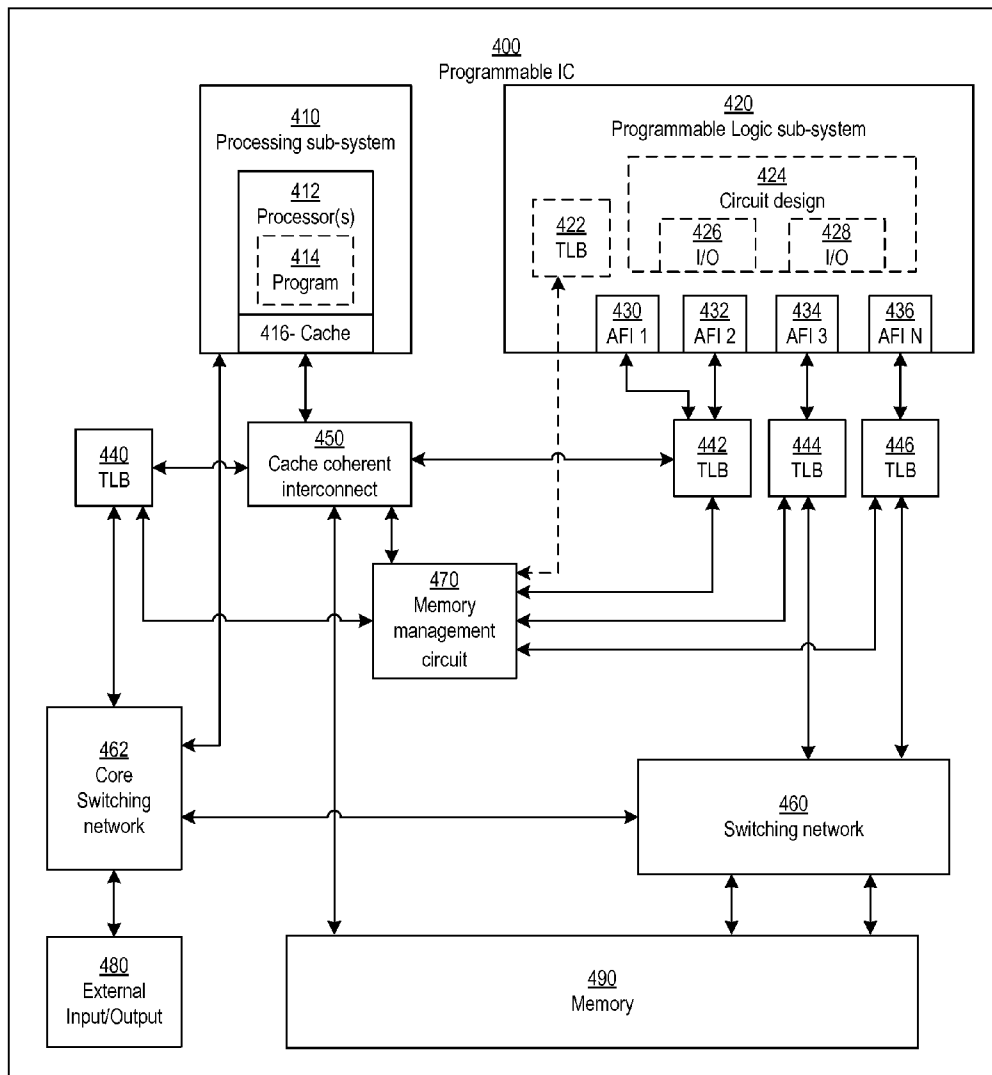 400
Programmable IC
410
Processing sub-system
412
Processor(s)
414
Program
416- Cache
420
Programmable Logic sub-system
424
Circuit design
422
TLB
426
I/O
428
I/O
430
AFI 1
432
AFI 2
434
AFI 3
436
AFI N
440
TLB
450
Cache coherent
interconnect
442
TLB
444
TLB
446
TLB
470
Memory
management
circuit
462
Core
Switching
network
460
Switching network
480
External
Input/Output
490
Memory